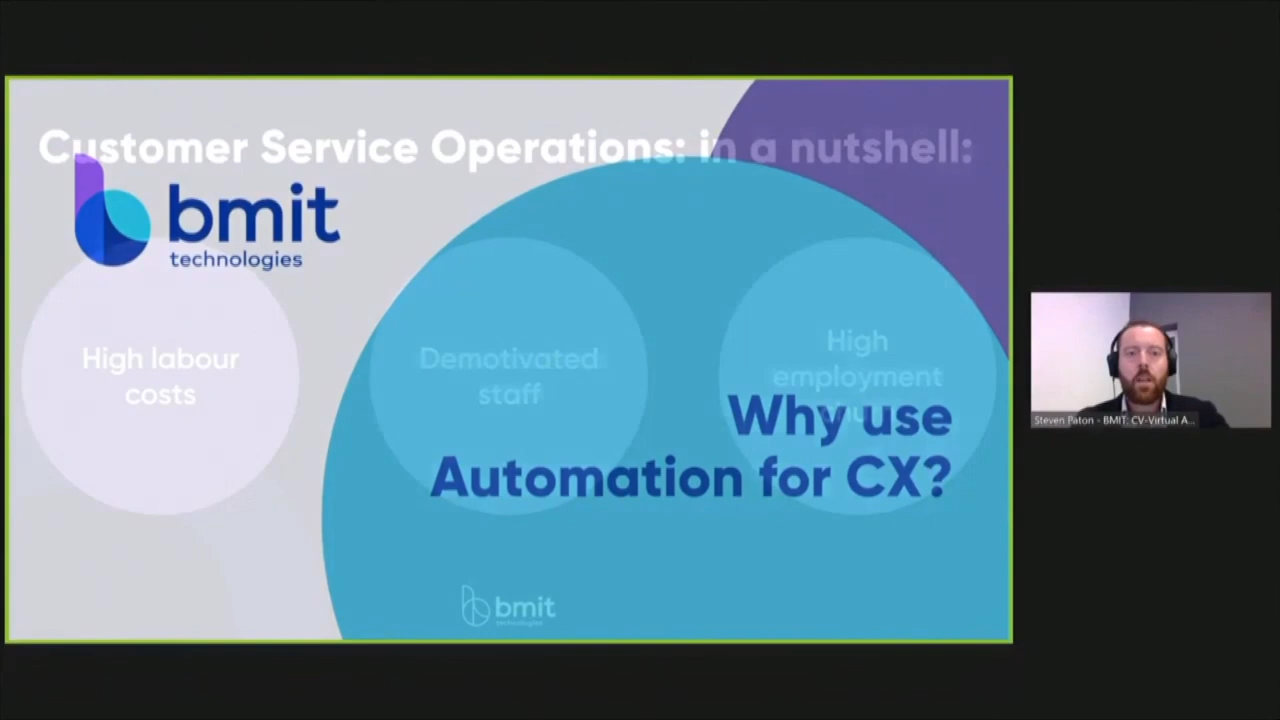 Customer Service Operations: in a nutshell:
bmit
technologies
High labour
costs
Demotivated
staff
High
employment
Why use
Automation for CX?
bmit
technologies
Steven Paton - BMIT: CV-Virtual A...